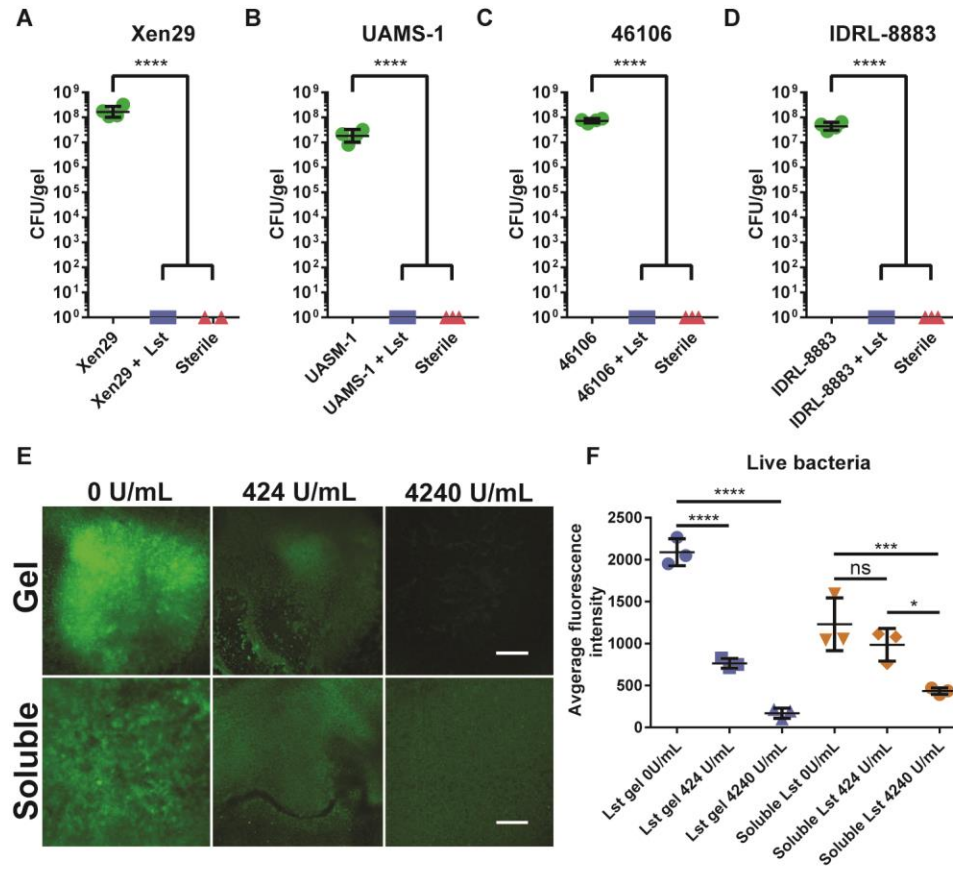 A
Xen29
****
CFU/gel
10⁹
10⁸
10⁷
10⁶
10⁵
10⁴
10³
10²
10¹
10⁰
Xen29
Xen29 + Lst
Sterile
B
UAMS-1
****
CFU/gel
10⁹
10⁸
10⁷
10⁶
10⁵
10⁴
10³
10²
10¹
10⁰
UASM-1
UAMS-1 + Lst
Sterile
C
46106
****
CFU/gel
10⁹
10⁸
10⁷
10⁶
10⁵
10⁴
10³
10²
10¹
10⁰
46106
46106 + Lst
Sterile
D
IDRL-8883
****
CFU/gel
10⁹
10⁸
10⁷
10⁶
10⁵
10⁴
10³
10²
10¹
10⁰
IDRL-8883
IDRL-8883 + Lst
Sterile
E
0 U/mL
424 U/mL
4240 U/mL
Gel
Soluble
F
Live bacteria
Avgerage fluorescence
intensity
2500
2000
1500
1000
500
0
****
****
***
ns
*
Lst gel 0U/mL
Lst gel 424 U/mL
Lst gel 4240 U/mL
Soluble Lst 0U/mL
Soluble Lst 424 U/mL
Soluble Lst 4240 U/mL